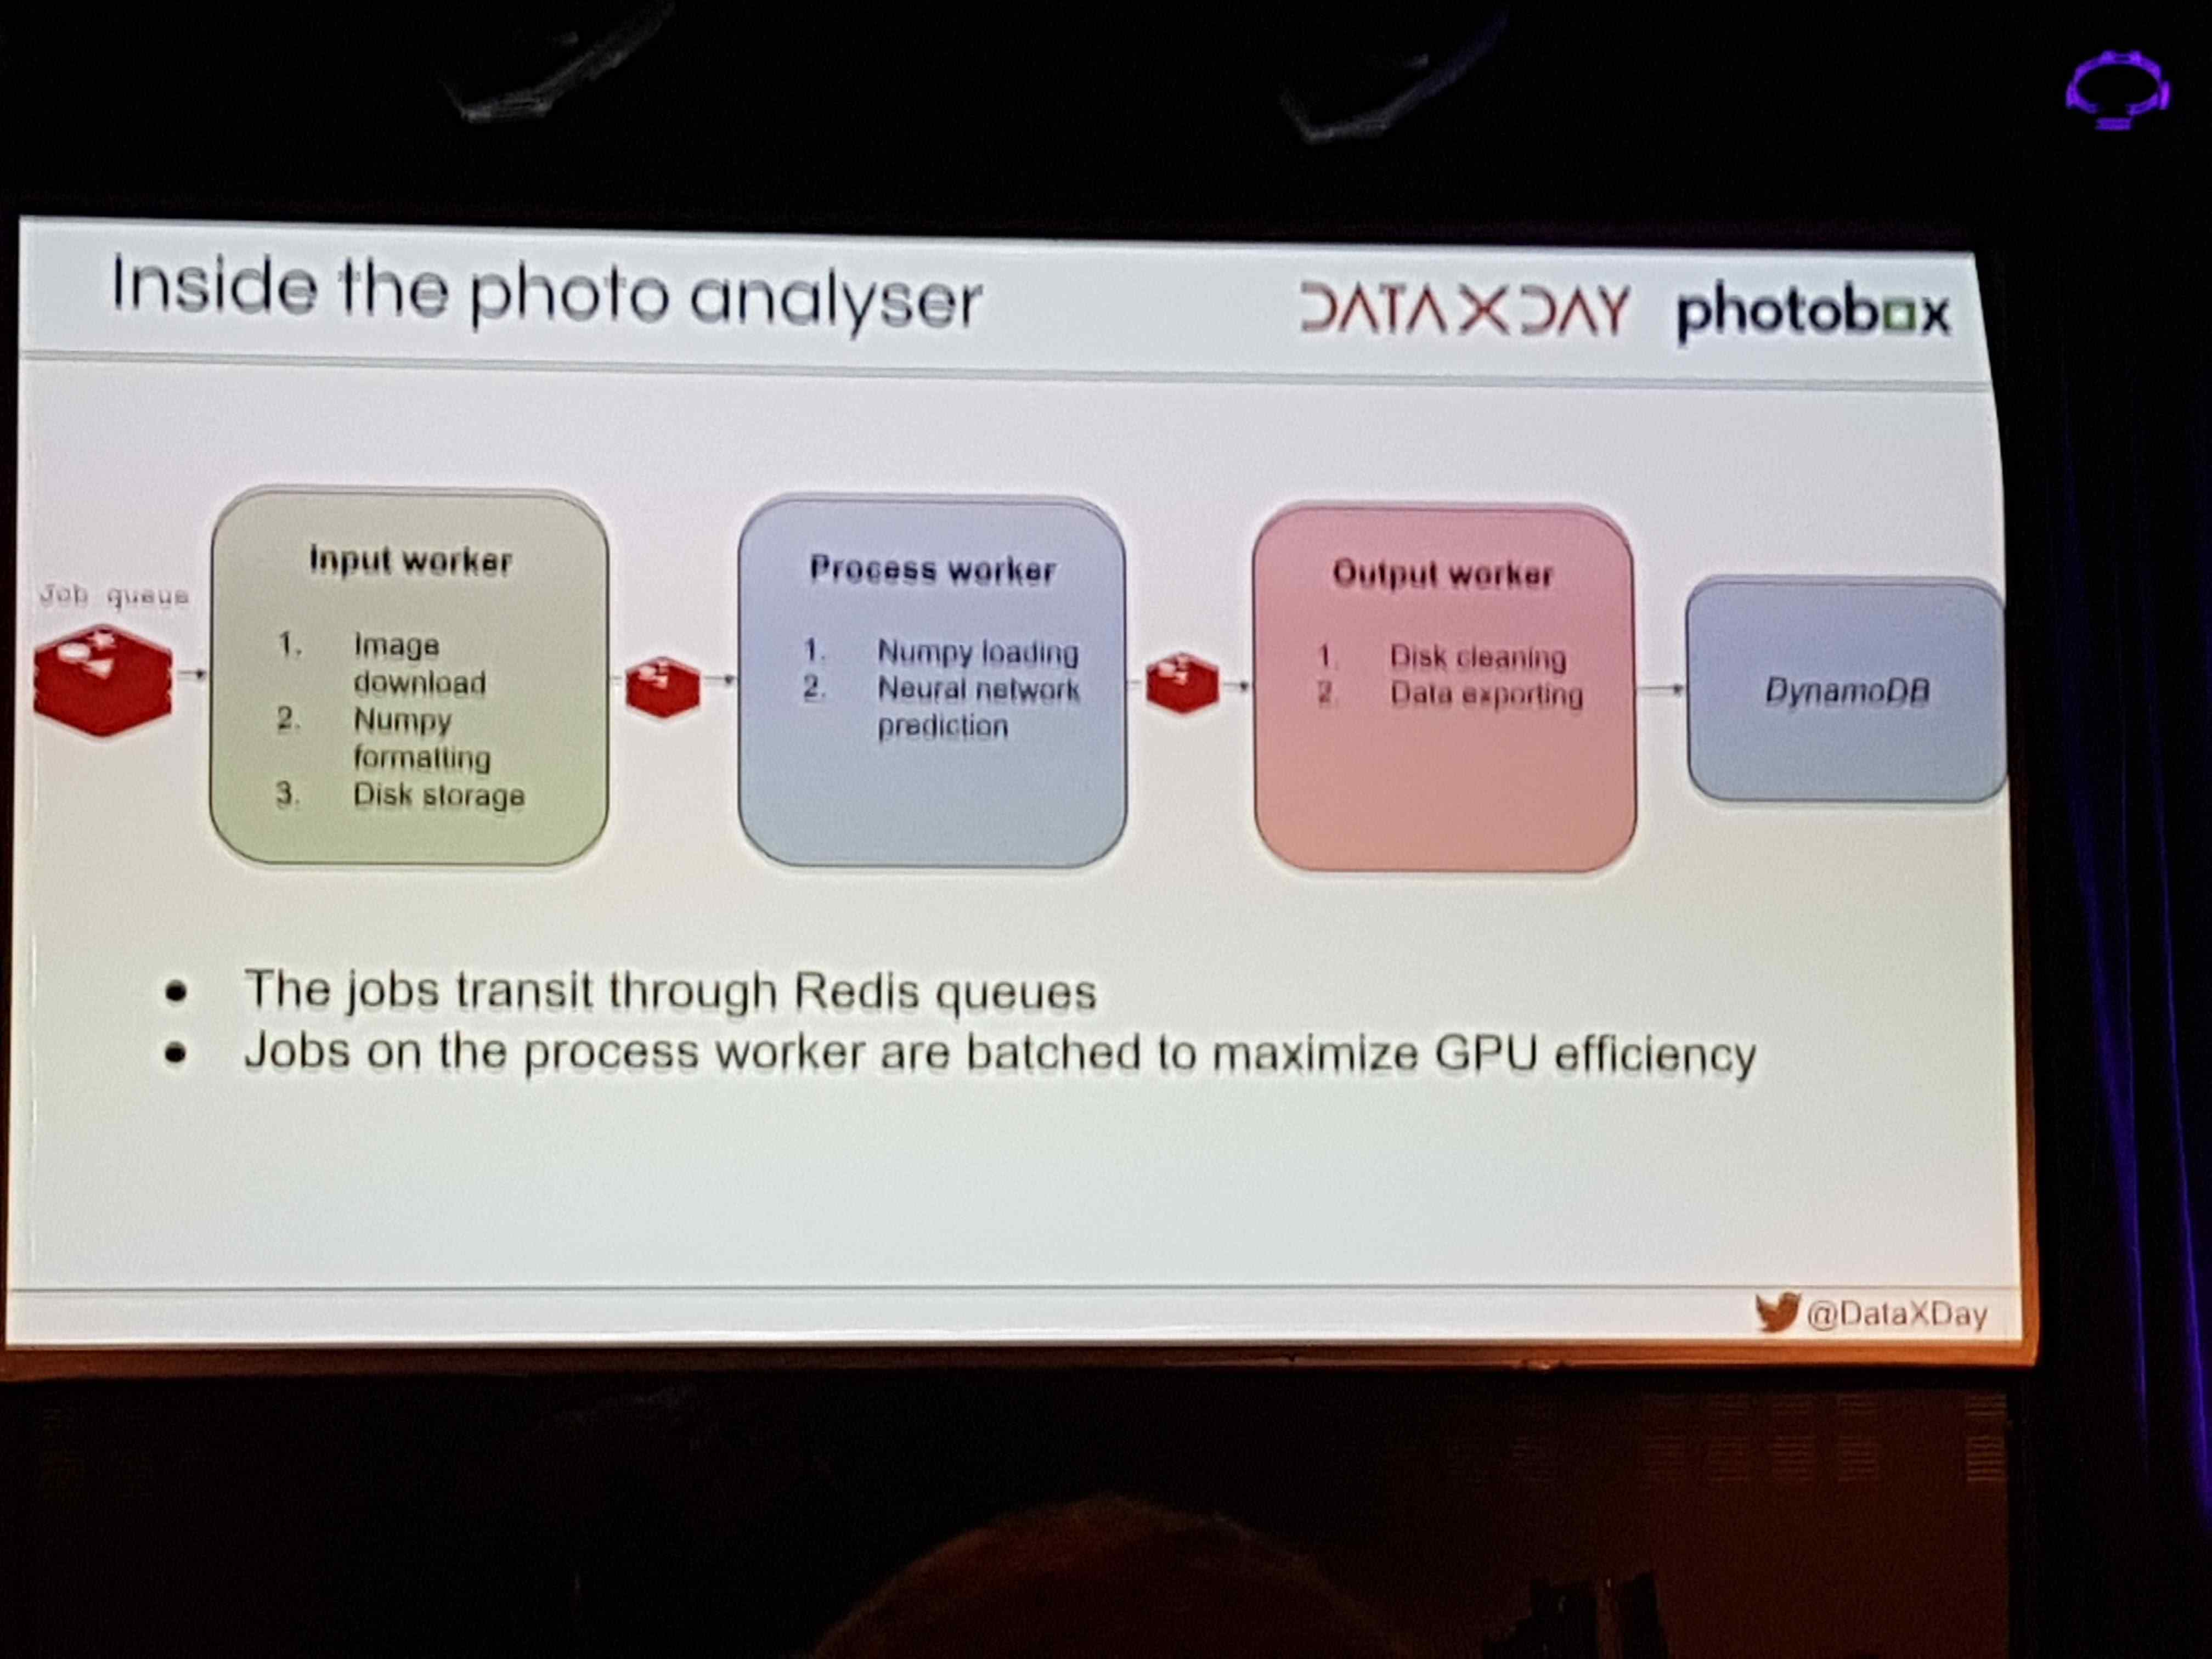 Inside the photo analyser
DATAXDAY photobox
Job queue
Input worker
1. Image
download
2. Numpy
formatting
3. Disk storage
Process worker
1. Numpy loading
2. Neural network
prediction
Output worker
1. Disk cleaning
2. Data exporting
DynamoDB
● The jobs transit through Redis queues
● Jobs on the process worker are batched to maximize GPU efficiency
@DataXDay